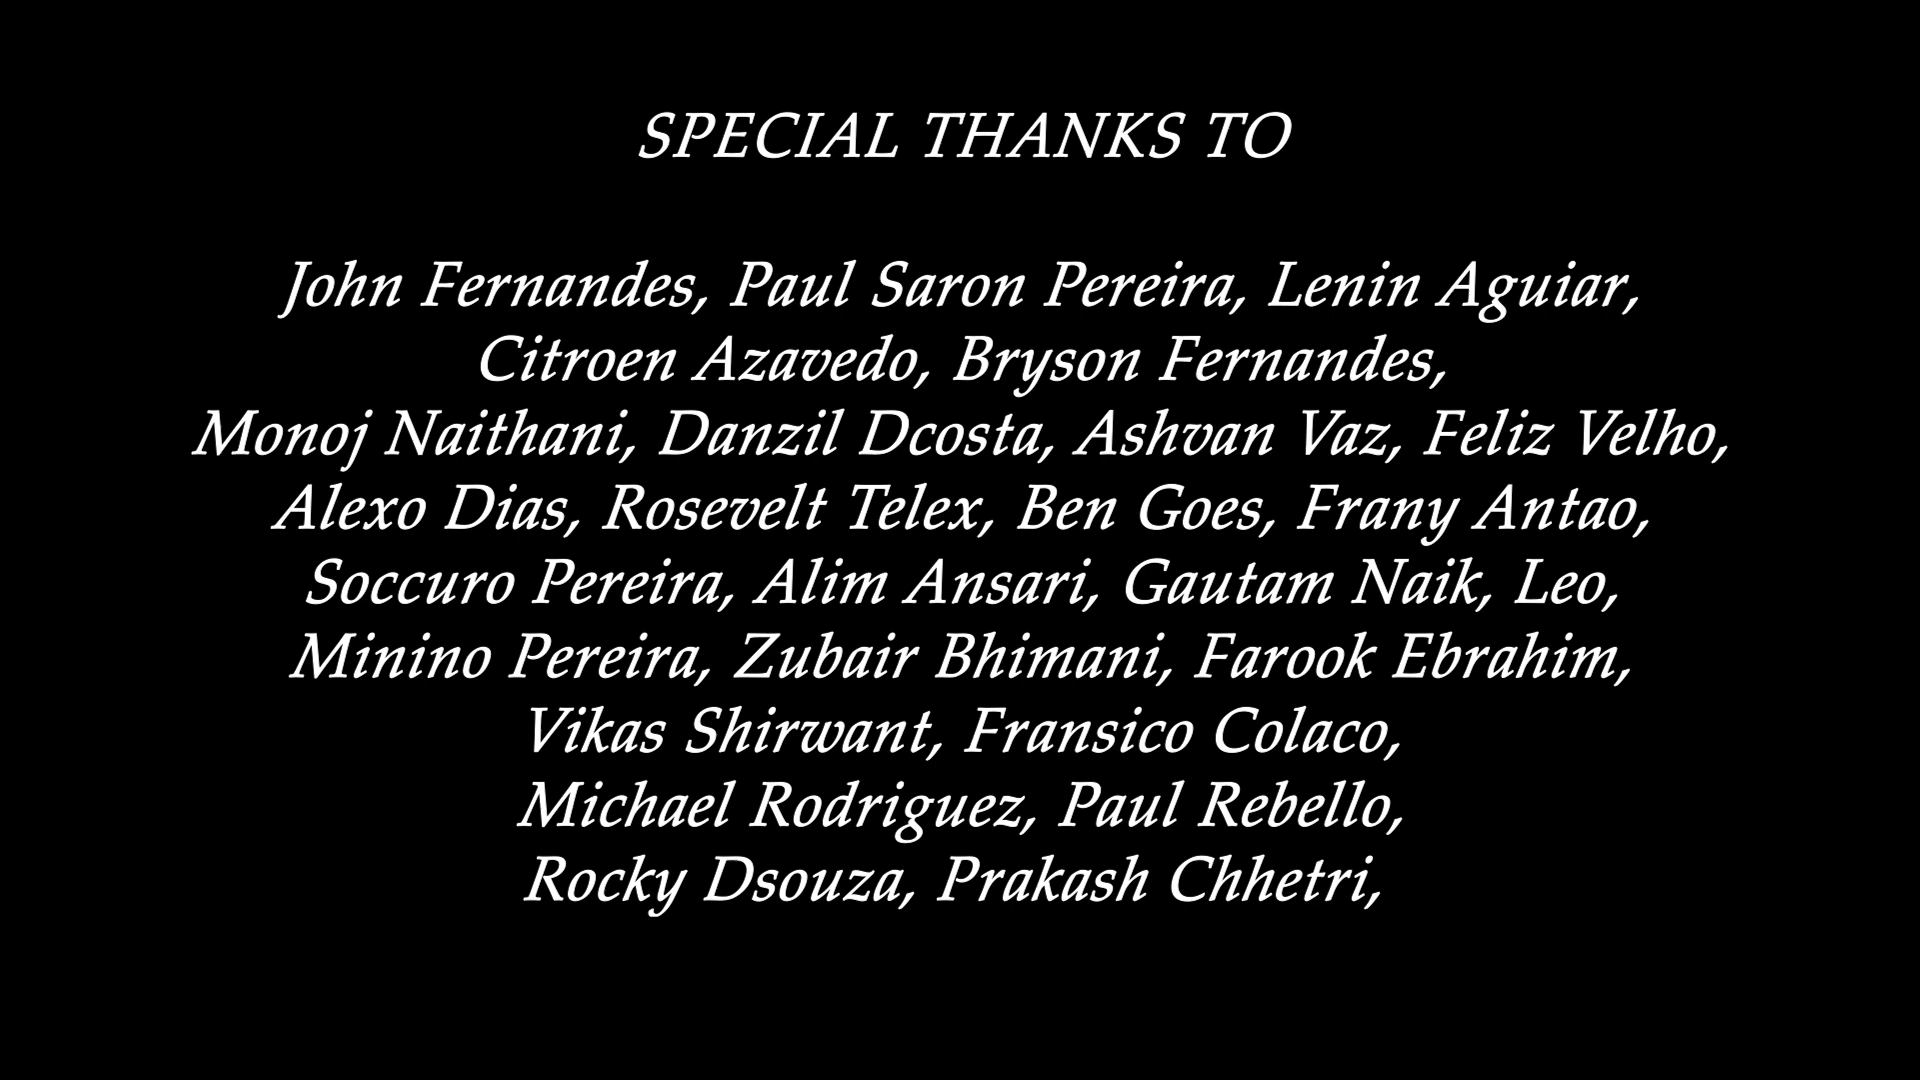 SPECIAL THANKS TO
John Fernandes, Paul Saron Pereira, Lenin Aguiar,
Citroen Azavedo, Bryson Fernandes,
Monoj Naithani, Danzil Dcosta, Ashvan Vaz, Feliz Velho,
Alexo Dias, Rosevelt Telex, Ben Goes, Frany Antao,
Soccuro Pereira, Alim Ansari, Gautam Naik, Leo,
Minino Pereira, Zubair Bhimani, Farook Ebrahim,
Vikas Shirwant, Fransico Colaco,
Michael Rodriguez, Paul Rebello,
Rocky Dsouza, Prakash Chhetri,